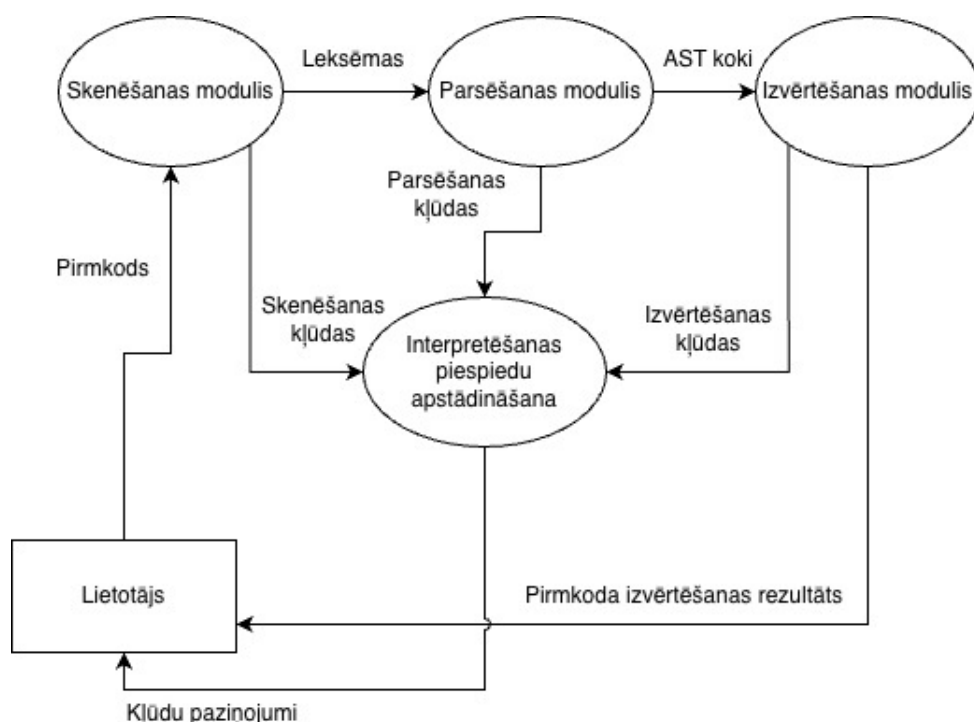 Leksēmas
AST koki
Skenēšanas modulis
Parsēšanas modulis
Izvērtēšanas modulis
Parsēšanas
kļūdas
Pirmkods
Skenēšanas
kļūdas
Izvērtēšanas
kļūdas
Interpretēšanas
piespiedu
apstādināšana
Lietotājs
Pirmkoda izvērtēšanas rezultāts
Kļūdu paziņojumi